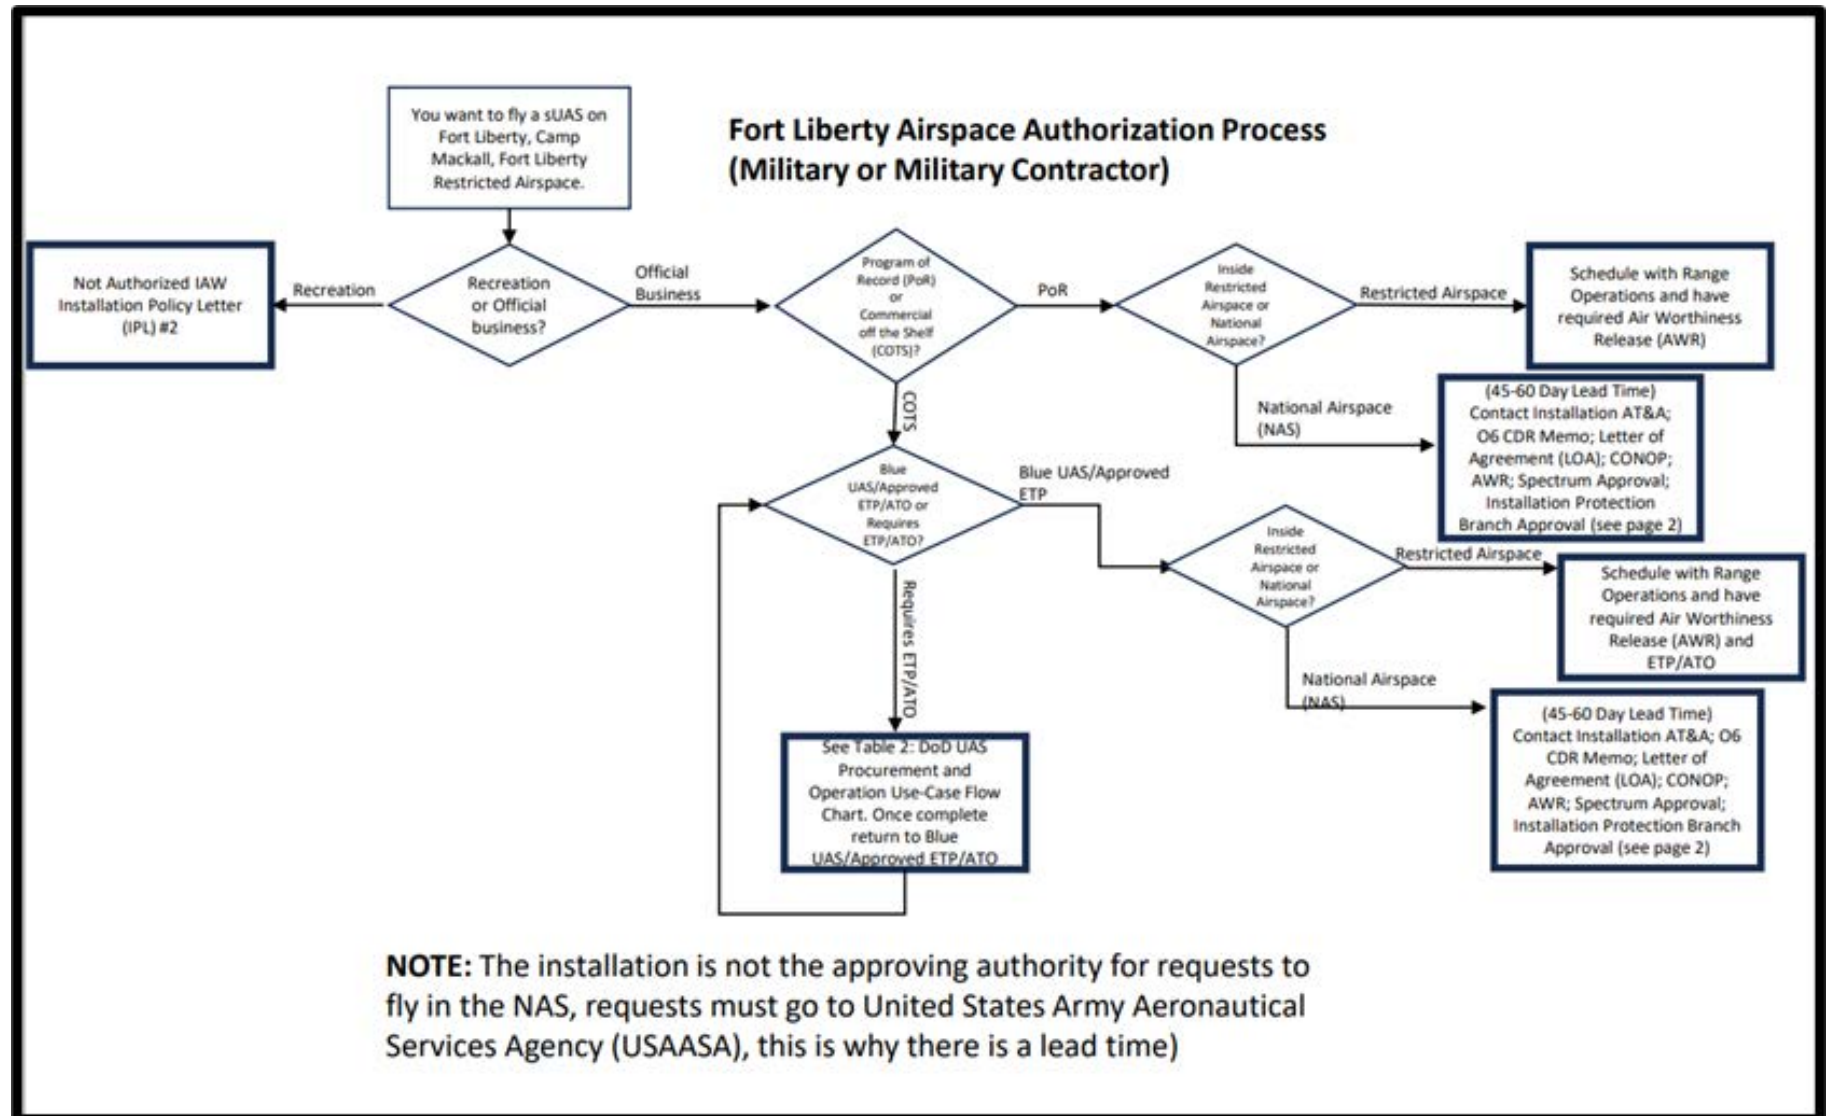 You want to fly a sUAS on
Fort Liberty, Camp
Mackall, Fort Liberty
Restricted Airspace.
Fort Liberty Airspace Authorization Process
(Military or Military Contractor)
Not Authorized IAW
Installation Policy Letter
(IPL) #2
Recreation
Recreation
or Official
business?
Official
Business
Program of
Record (PoR)
or
Commercial
off the Shelf
(COTS)?
PoR
Inside
Restricted
Airspace or
National
Airspace?
Restricted Airspace
Schedule with Range
Operations and have
required Air Worthiness
Release (AWR)
National Airspace
(NAS)
(45-60 Day Lead Time)
Contact Installation AT&A;
O6 CDR Memo; Letter of
Agreement (LOA); CONOP;
AWR; Spectrum Approval;
Installation Protection
Branch Approval (see page 2)
COTS
Blue
UAS/Approved
ETP/ATO or
Requires
ETP/ATO?
Blue UAS/Approved
ETP
Inside
Restricted
Airspace or
National
Airspace?
Restricted Airspace
Schedule with Range
Operations and have
required Air Worthiness
Release (AWR) and
ETP/ATO
National Airspace
(NAS)
(45-60 Day Lead Time)
Contact Installation AT&A; O6
CDR Memo; Letter of
Agreement (LOA); CONOP;
AWR; Spectrum Approval;
Installation Protection Branch
Approval (see page 2)
Requires ETP/ATO
See Table 2: DoD UAS
Procurement and
Operation Use-Case Flow
Chart. Once complete
return to Blue
UAS/Approved ETP/ATO
NOTE: The installation is not the approving authority for requests to
fly in the NAS, requests must go to United States Army Aeronautical
Services Agency (USAASA), this is why there is a lead time)